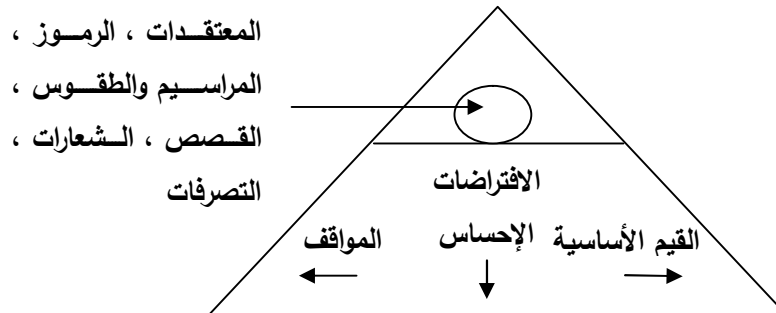 المعتقدات ، الرموز ،
المراسيم والطقوس ،
القصص ، الشعارات ،
التصرفات
الافتراضات
القيم الأساسية الإحساس المواقف